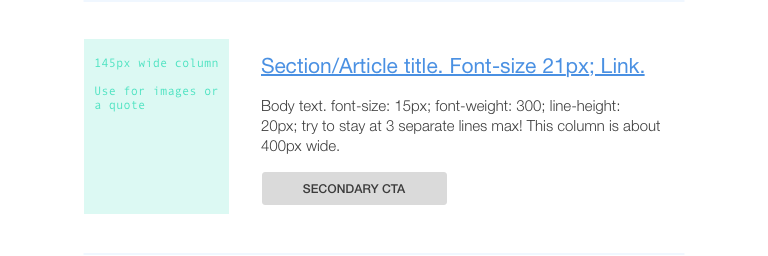 145px wide column
Use for images or
a quote
Section/Article title. Font-size 21px; Link.
Body text. font-size: 15px; font-weight: 300; line-height:
20px; try to stay at 3 separate lines max! This column is about
400px wide.
SECONDARY CTA